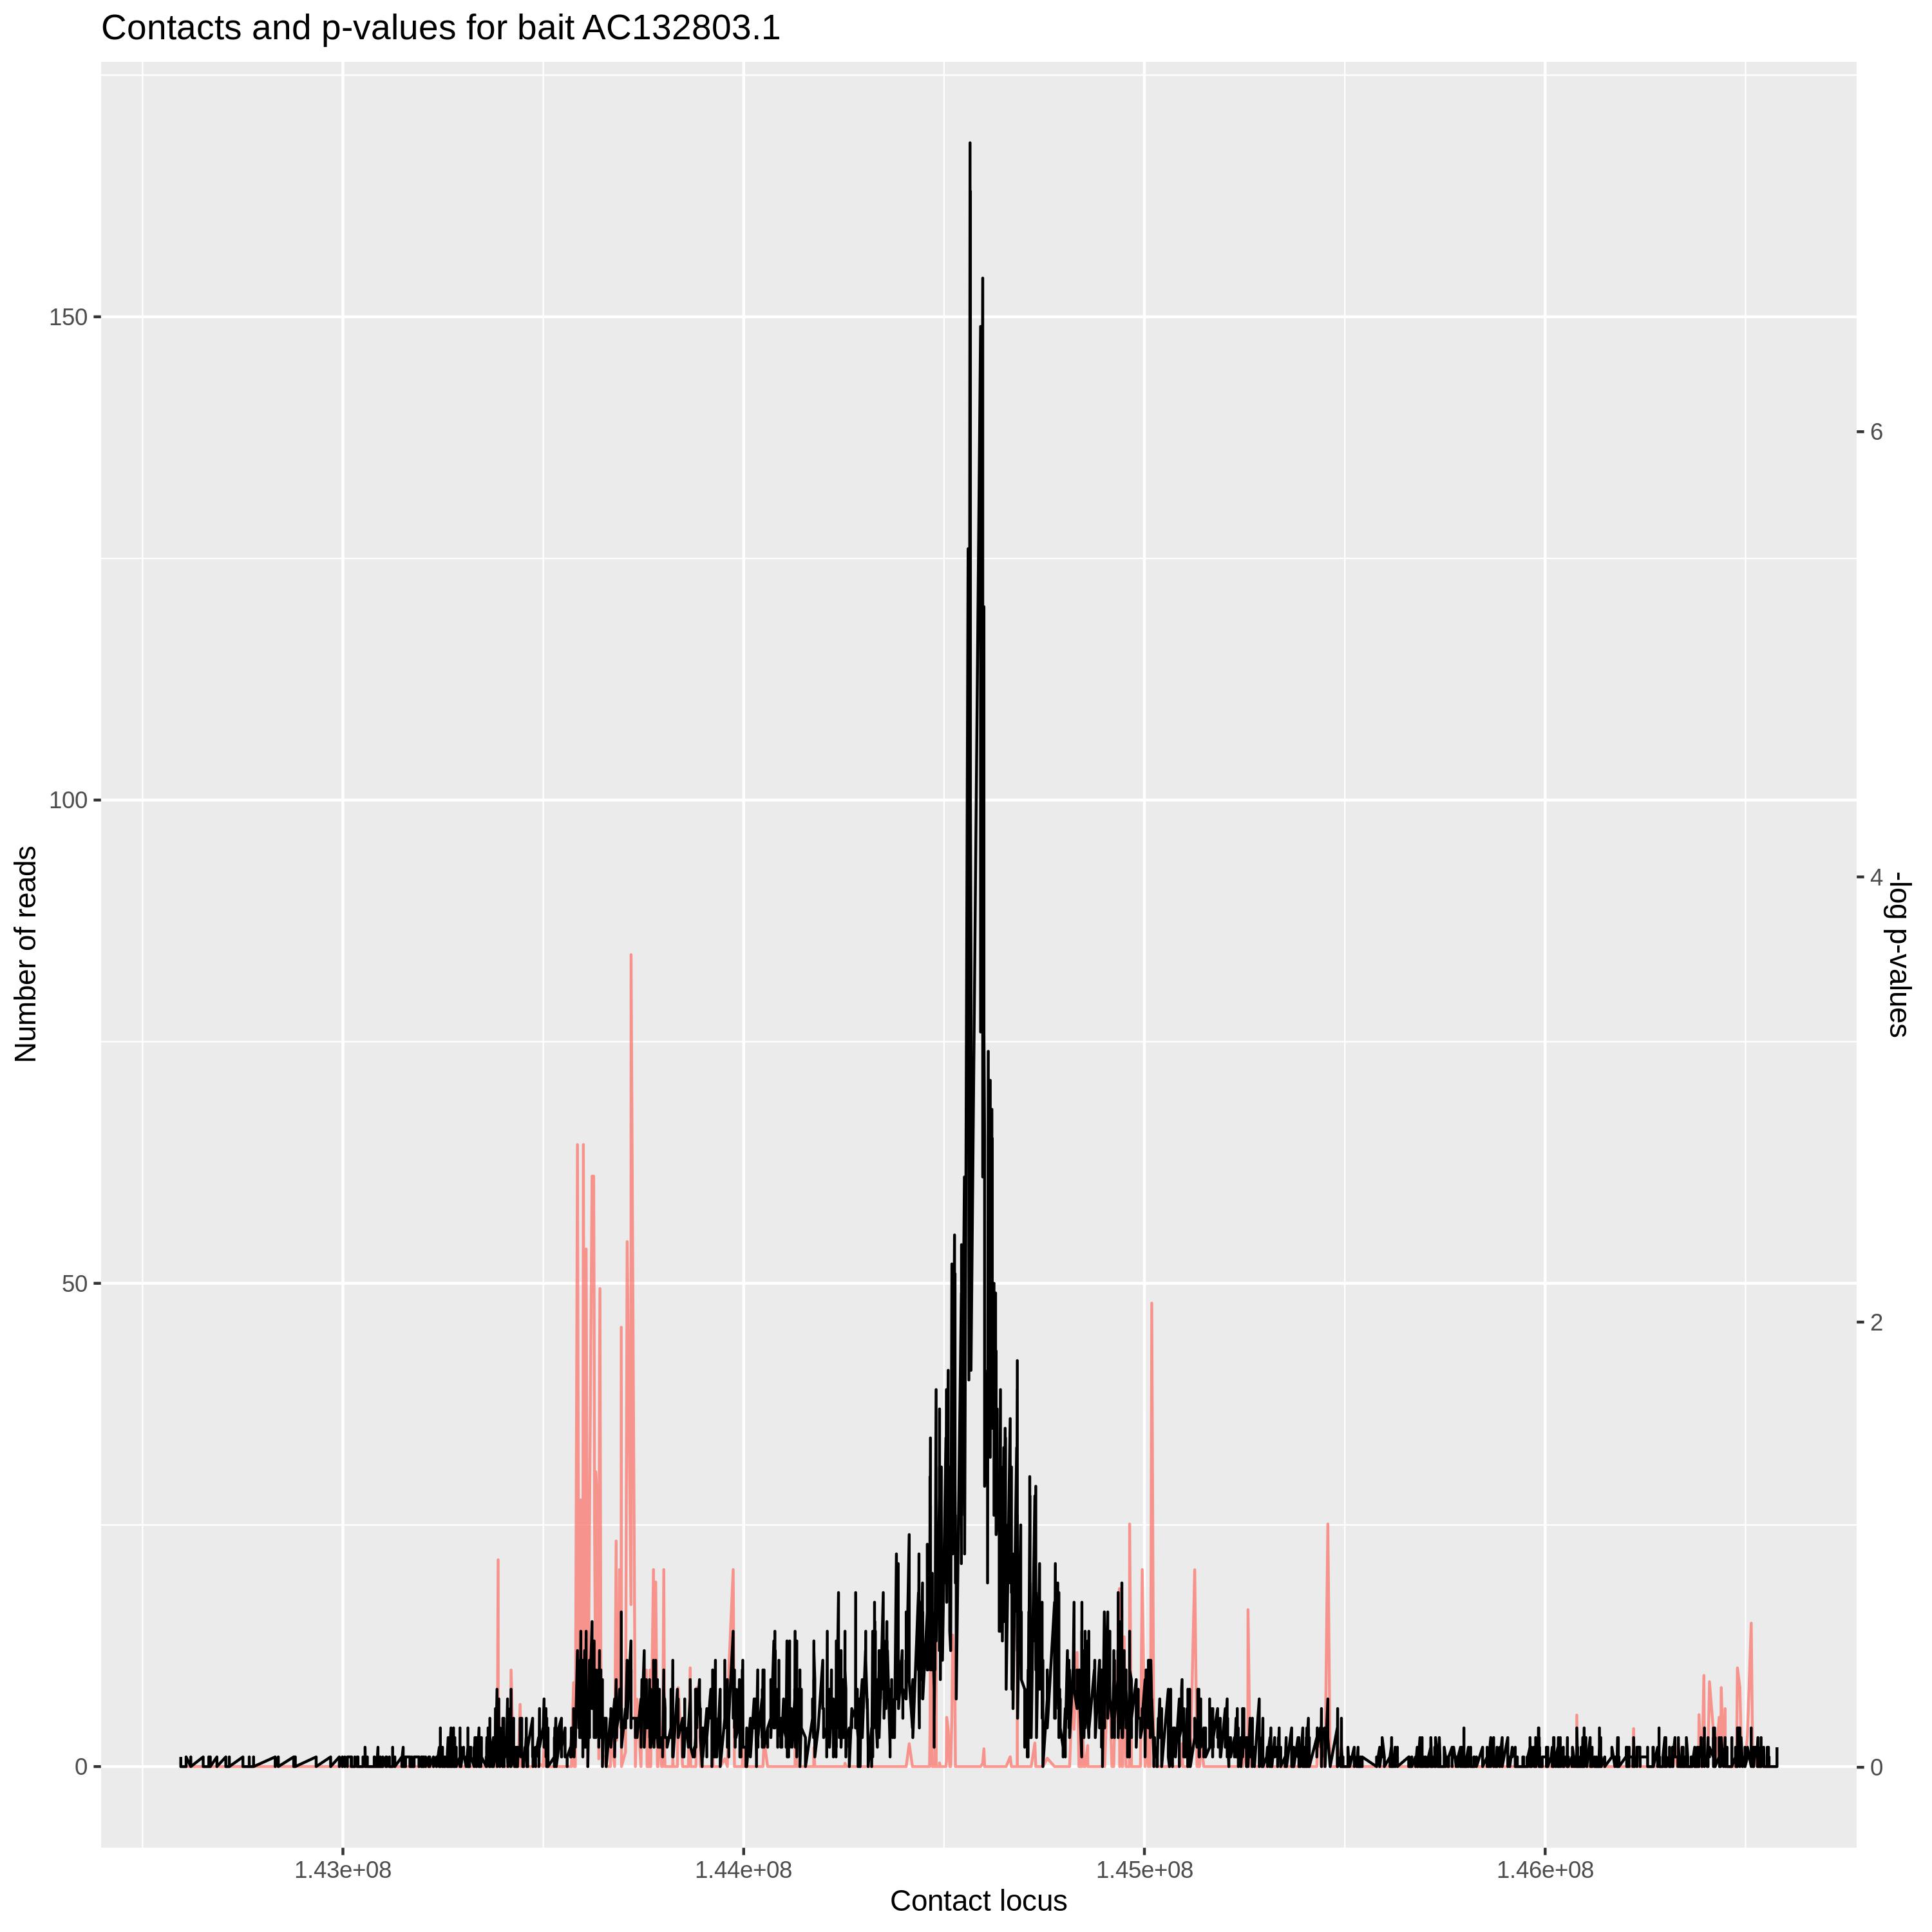 Contacts and p-values for bait AC132803.1
Number of reads
150
100
50
0
6
4
2
0
-log p-values
1.43e+08
1.44e+08
1.45e+08
1.46e+08
Contact locus